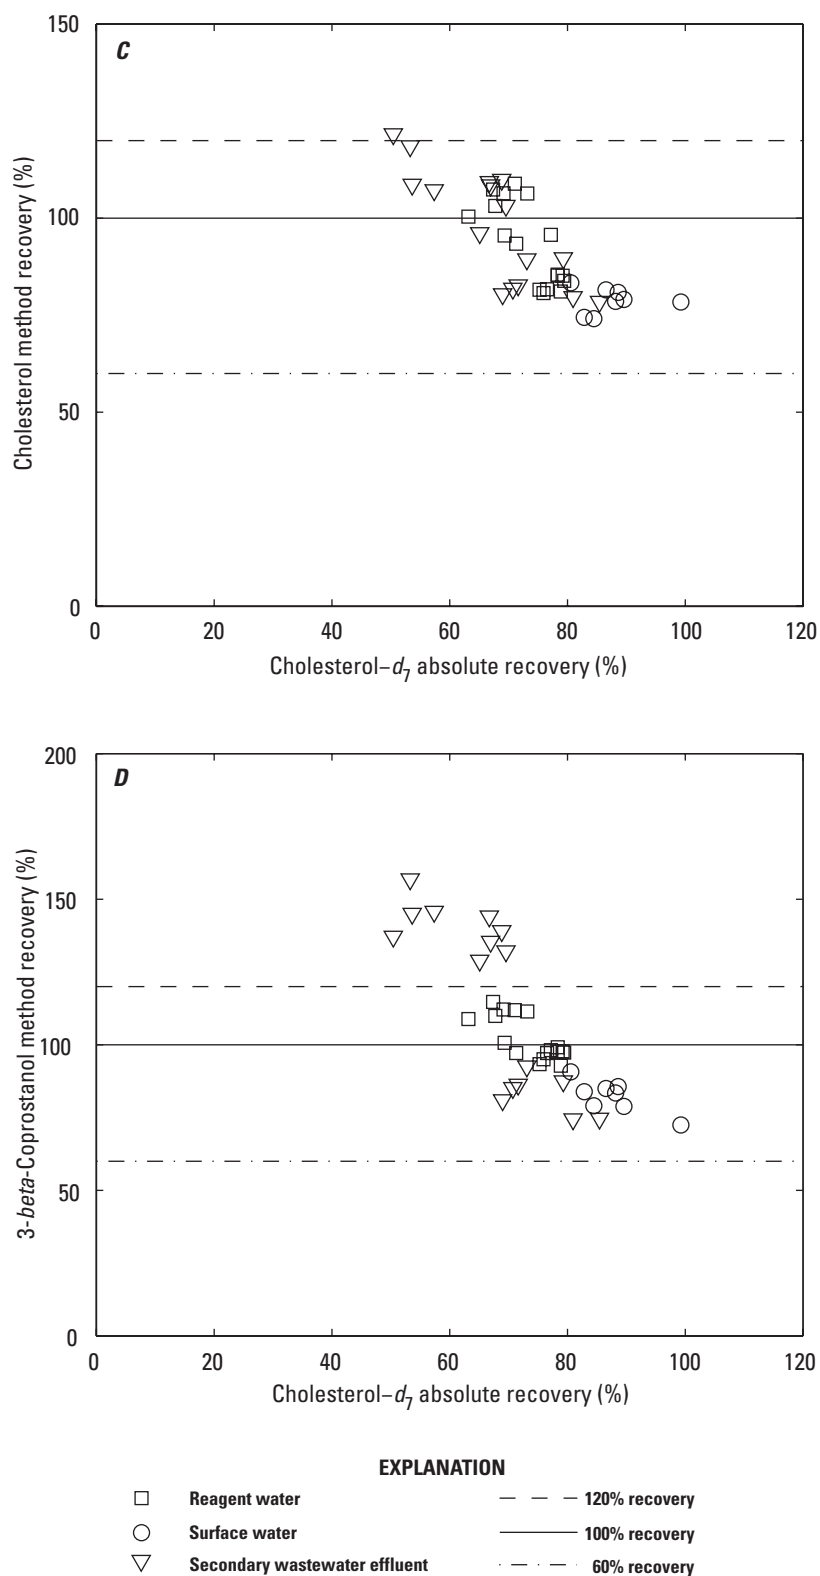 150
C
100
50
0
Cholesterol method recovery (%)
0 20 40 60 80 100 120
Cholesterol–d7 absolute recovery (%)
200
D
150
100
50
0
3-beta-Coprostanol method recovery (%)
0 20 40 60 80 100 120
Cholesterol–d7 absolute recovery (%)
EXPLANATION
Reagent water 120% recovery
Surface water 100% recovery
Secondary wastewater effluent 60% recovery